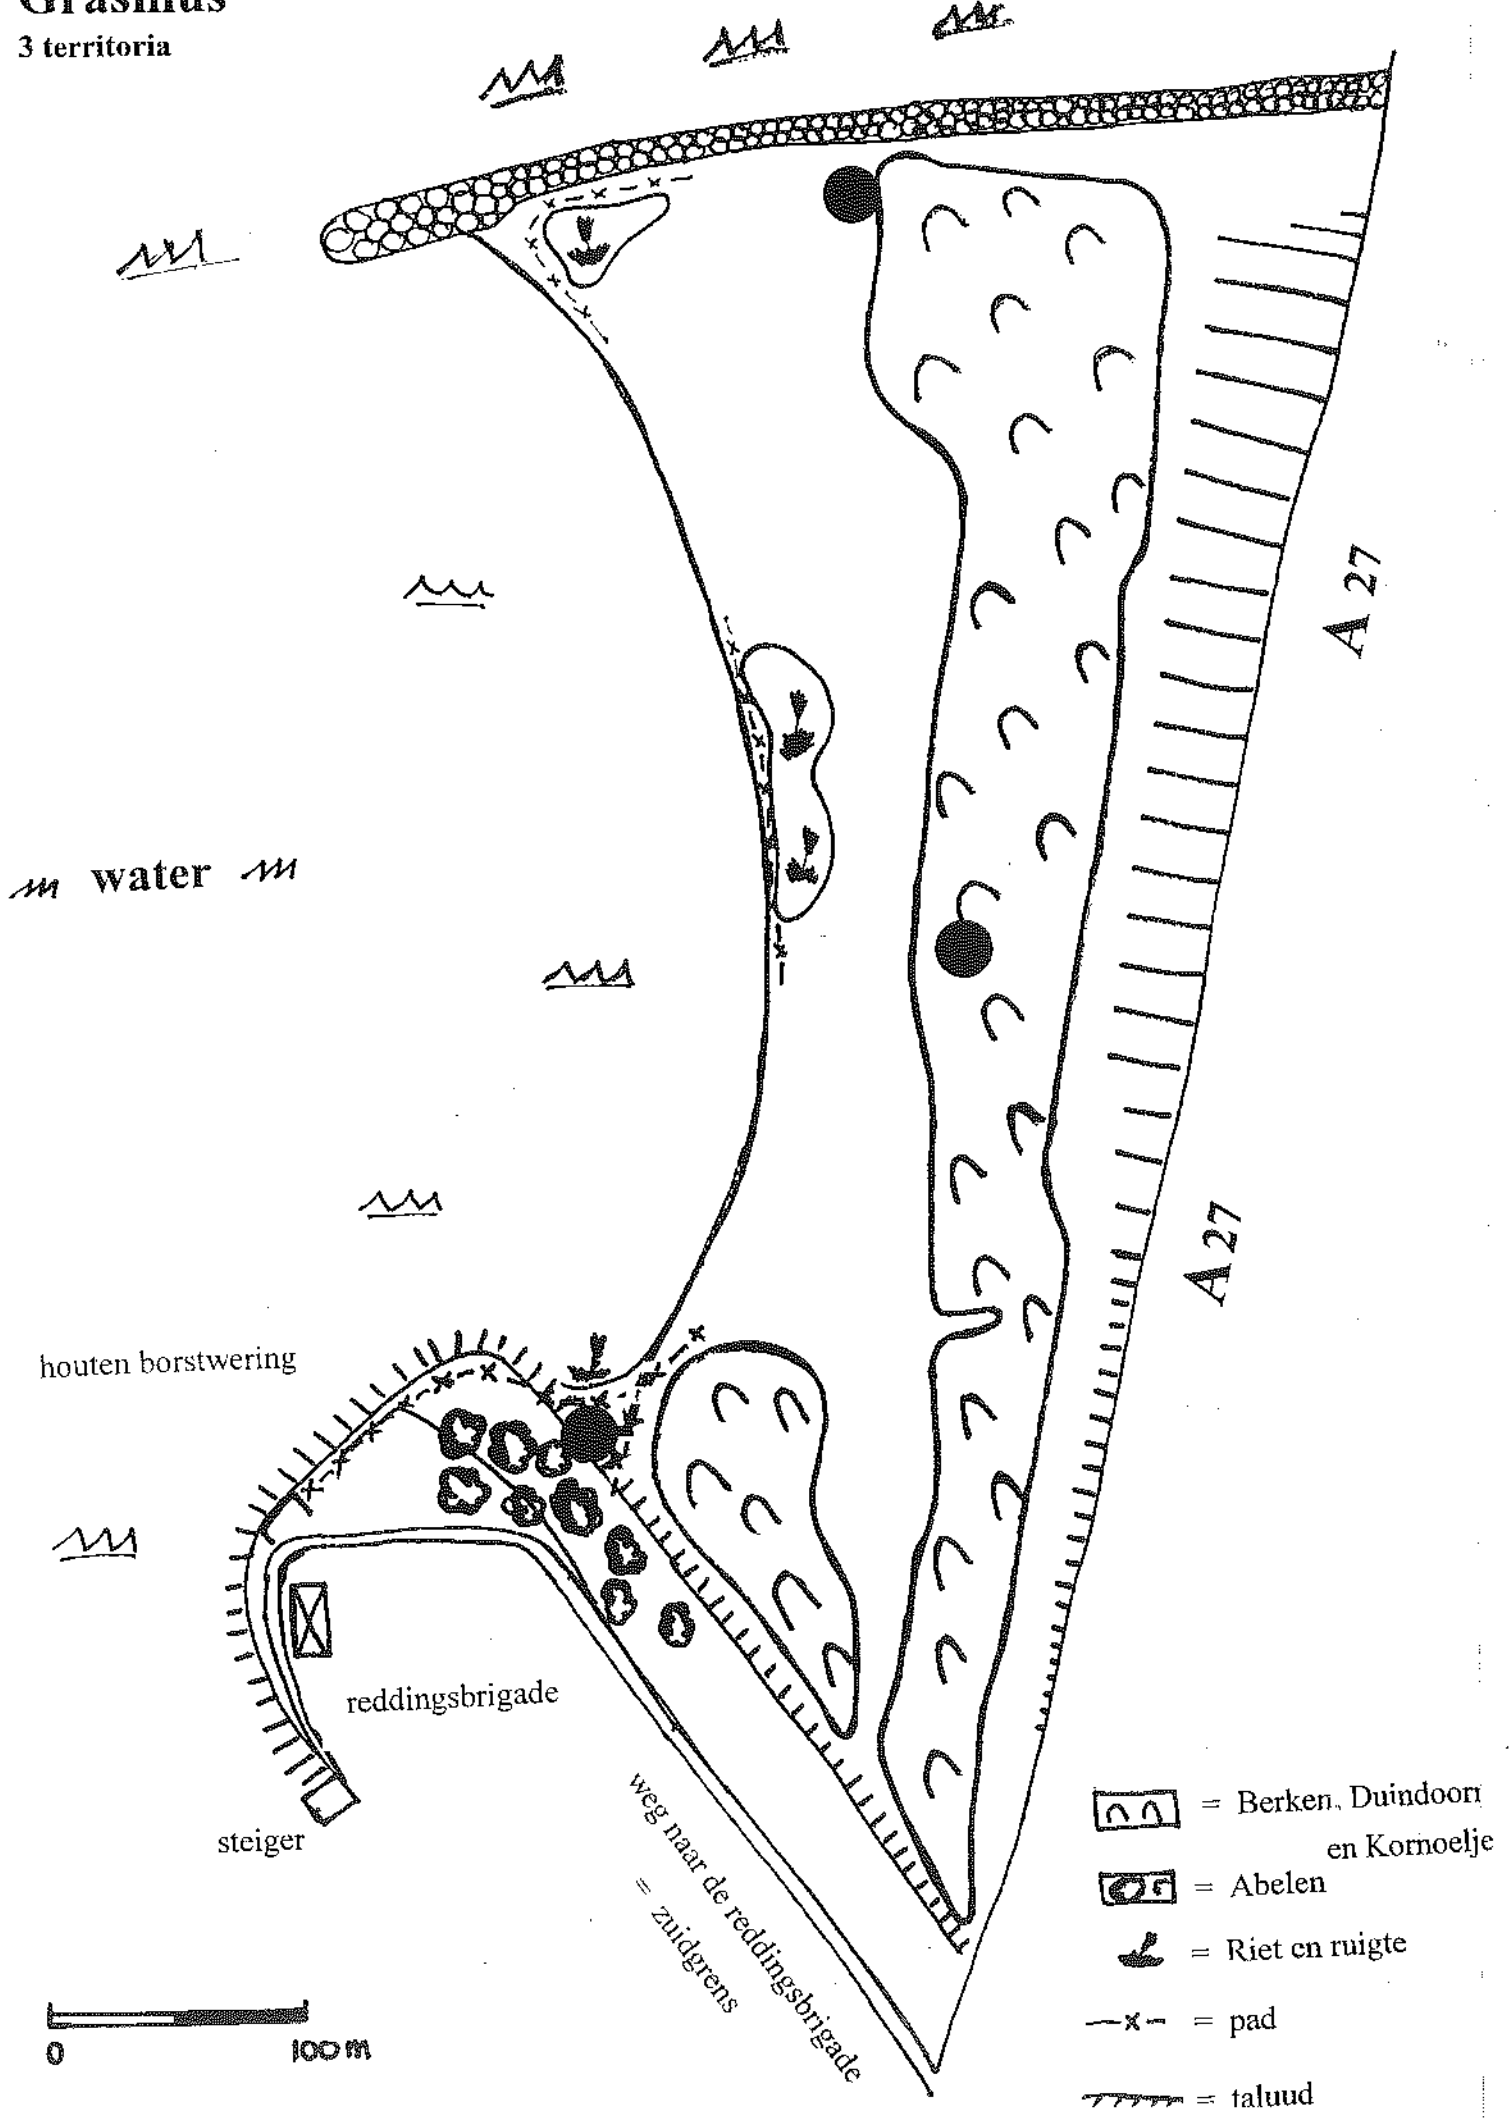 Grasmus
3 territoria
A 27
water
A 27
houten borstwering
reddingsbrigade
steiger
weg naar de reddingsbrigade
= zuidgrens
= Berken, Duindoorn
en Kornoelje
= Abelen
= Riet en ruigte
-x- = pad
= taluud
0 100 m